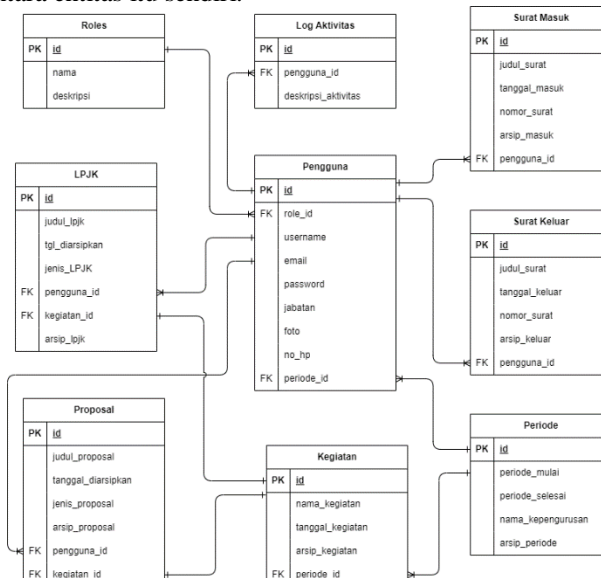 antara entitas itu sendiri.
Roles
PK id
nama
deskripsi
Log Aktivitas
PK id
FK pengguna_id
deskripsi_aktivitas
Surat Masuk
PK id
judul_surat
tanggal_masuk
nomor_surat
arsip_masuk
FK pengguna_id
LPJK
PK id
judul_lpjk
tgl_diarsipkan
jenis_LPJK
FK pengguna_id
FK kegiatan_id
arsip_lpjk
Pengguna
PK id
FK role_id
username
email
password
jabatan
foto
no_hp
FK periode_id
Surat Keluar
PK id
judul_surat
tanggal_keluar
nomor_surat
arsip_keluar
FK pengguna_id
Proposal
PK id
judul_proposal
tanggal_diarsipkan
jenis_proposal
arsip_proposal
FK pengguna_id
FK kegiatan_id
Kegiatan
PK id
nama_kegiatan
tanggal_kegiatan
arsip_kegiatan
FK periode_id
Periode
PK id
periode_mulai
periode_selesai
nama_kepengurusan
arsip_periode